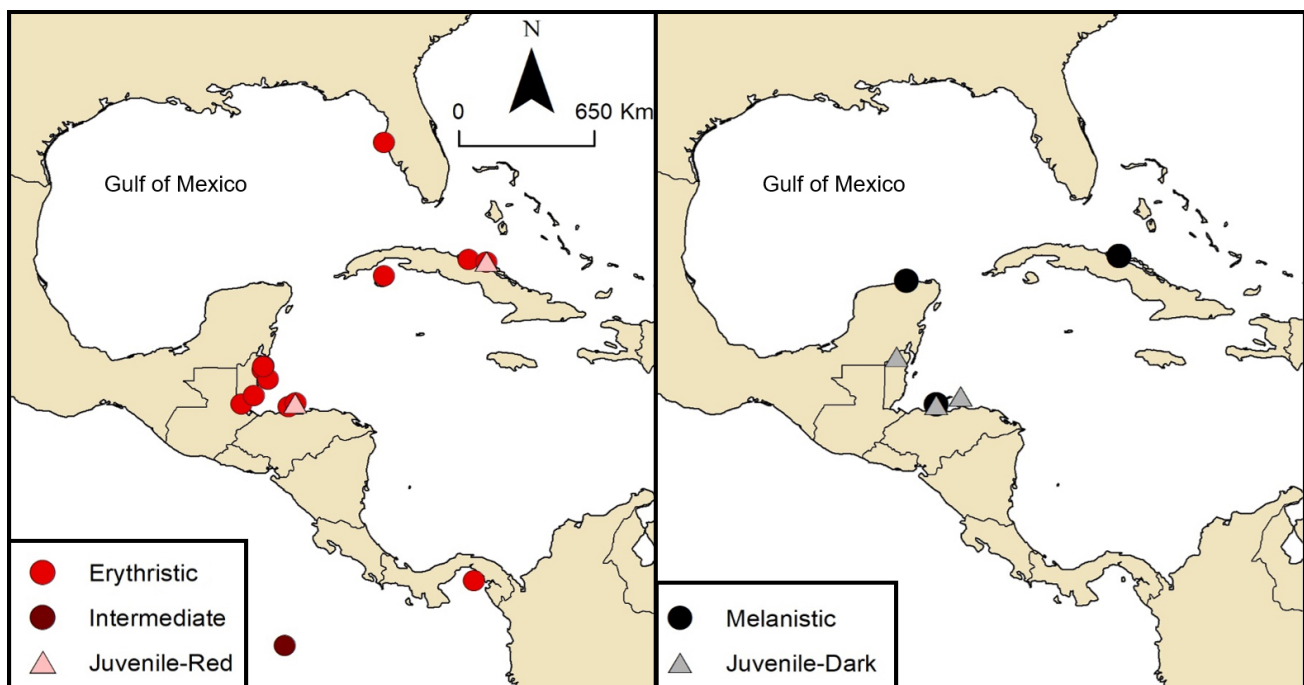 N
0 650 Km
Gulf of Mexico
Erythristic
Intermediate
Juvenile-Red
Gulf of Mexico
Melanistic
Juvenile-Dark